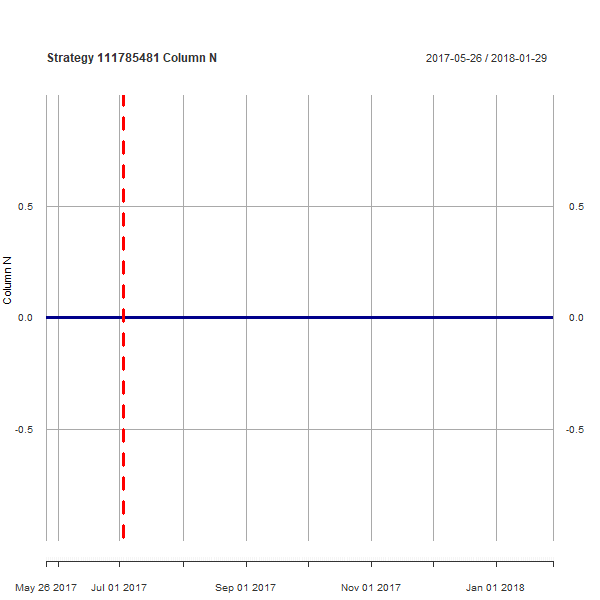 Strategy 111785481 Column N
2017-05-26 / 2018-01-29
0.5
0.5
Column N
0.0
0.0
-0.5
-0.5
May 26 2017
Jul 01 2017
Sep 01 2017
Nov 01 2017
Jan 01 2018